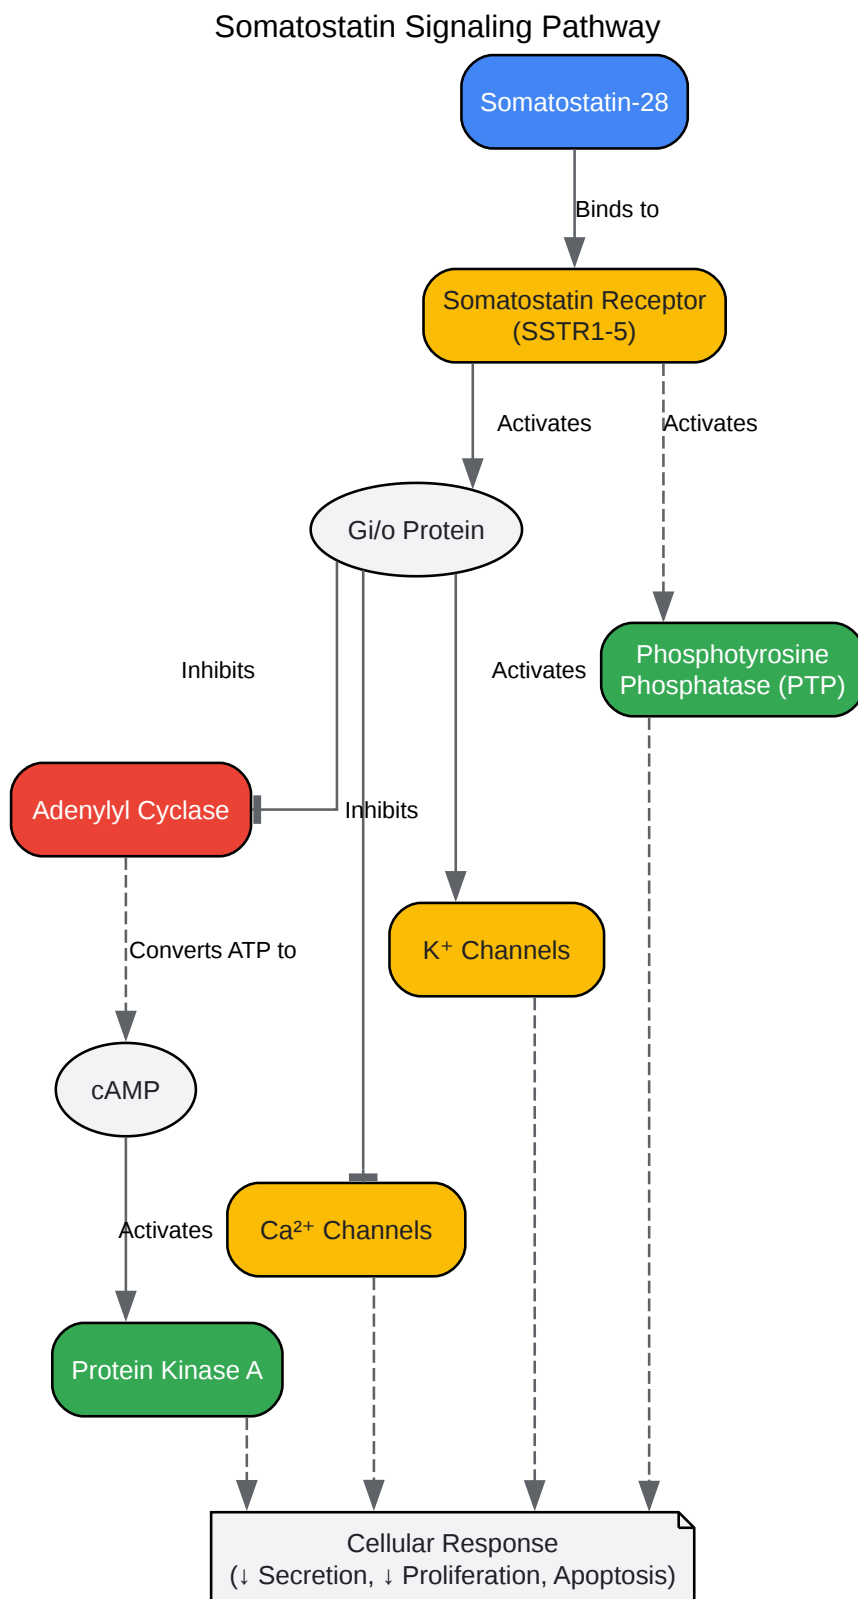 Somatostatin Signaling Pathway
Somatostatin-28
Binds to
Somatostatin Receptor
(SSTR1-5)
Activates
Activates
Gi/o Protein
Inhibits
Activates
Phosphotyrosine
Phosphatase (PTP)
Adenylyl Cyclase
Inhibits
Converts ATP to
K⁺ Channels
cAMP
Activates
Ca²⁺ Channels
Protein Kinase A
Cellular Response
(↓ Secretion, ↓ Proliferation, Apoptosis)